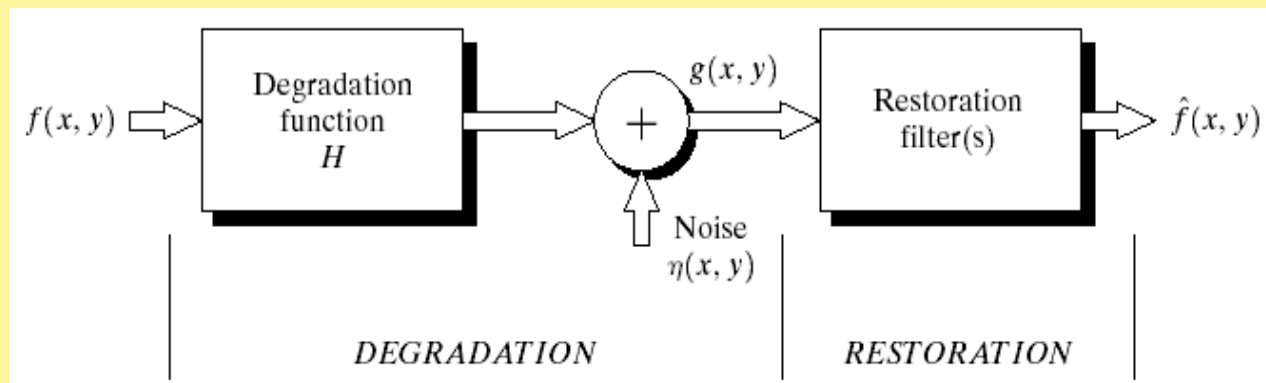 f(x, y)
Degradation
function
H
+
g(x, y)
Noise
η(x, y)
Restoration
filter(s)
f̂(x, y)
DEGRADATION
RESTORATION